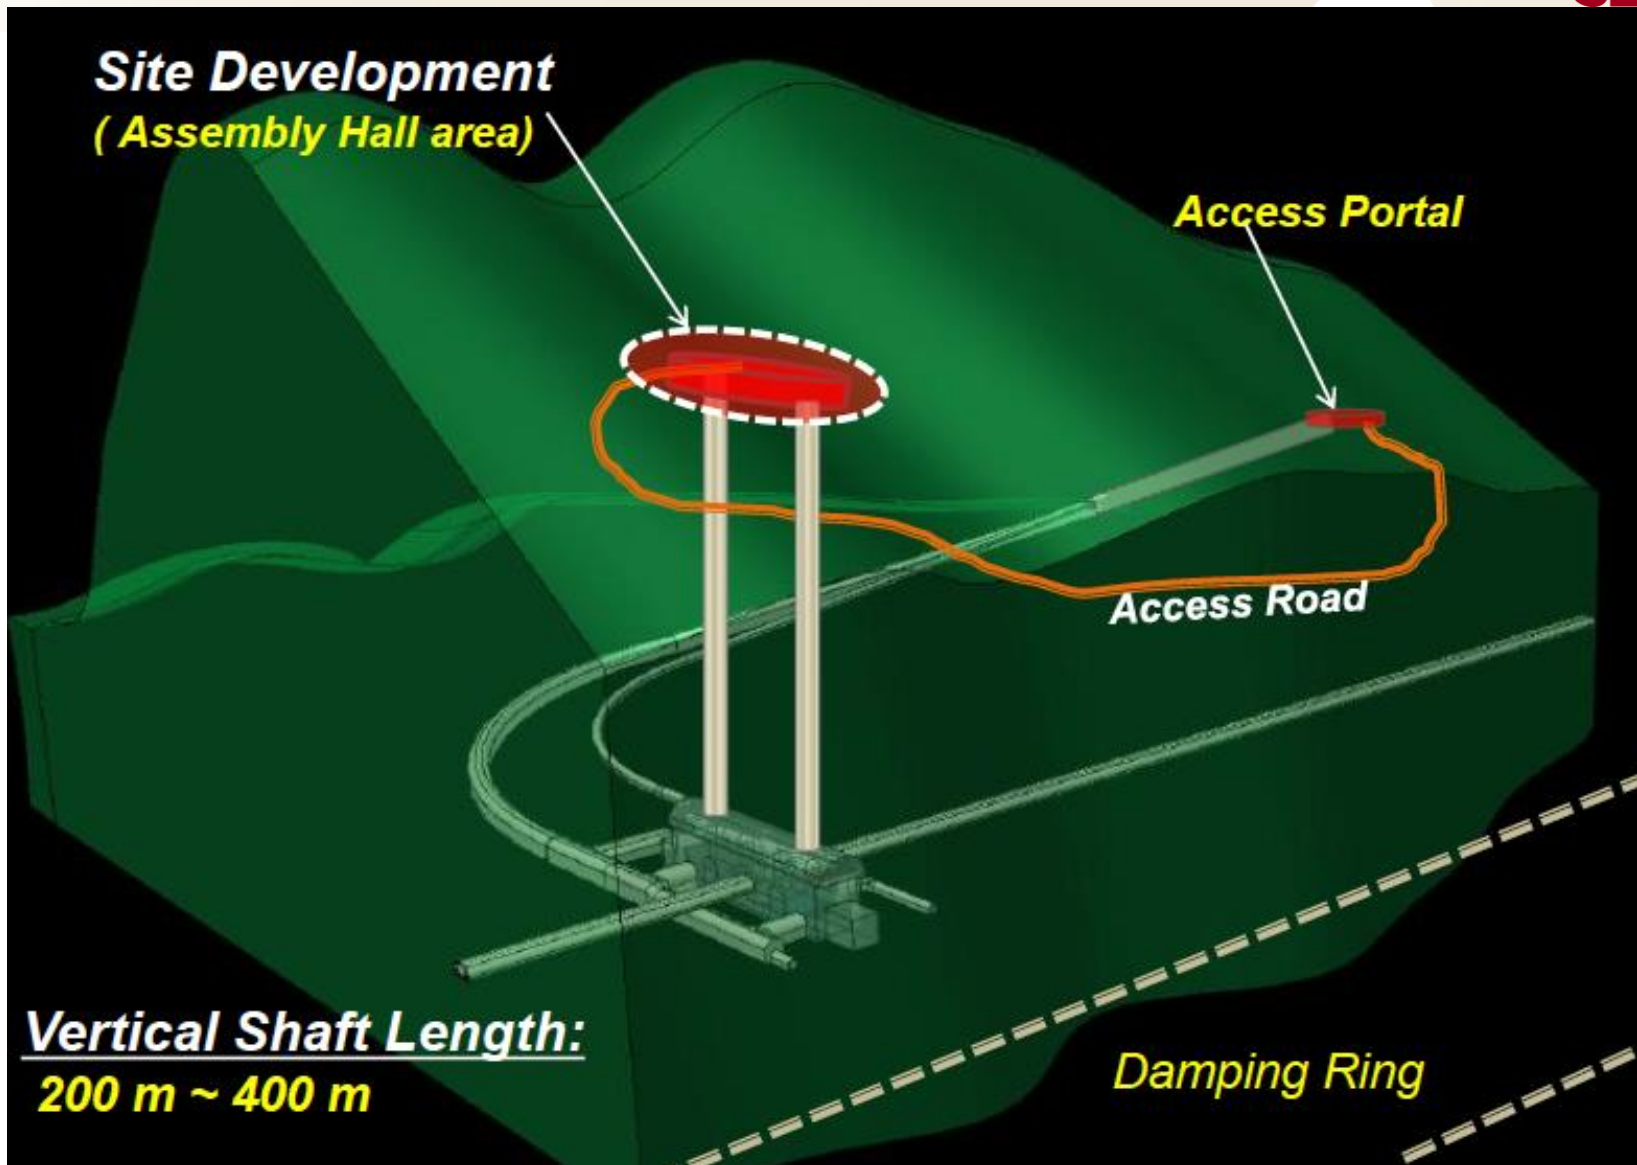 Site Development
( Assembly Hall area)
Access Portal
Access Road
Vertical Shaft Length:
200 m ~ 400 m
Damping Ring